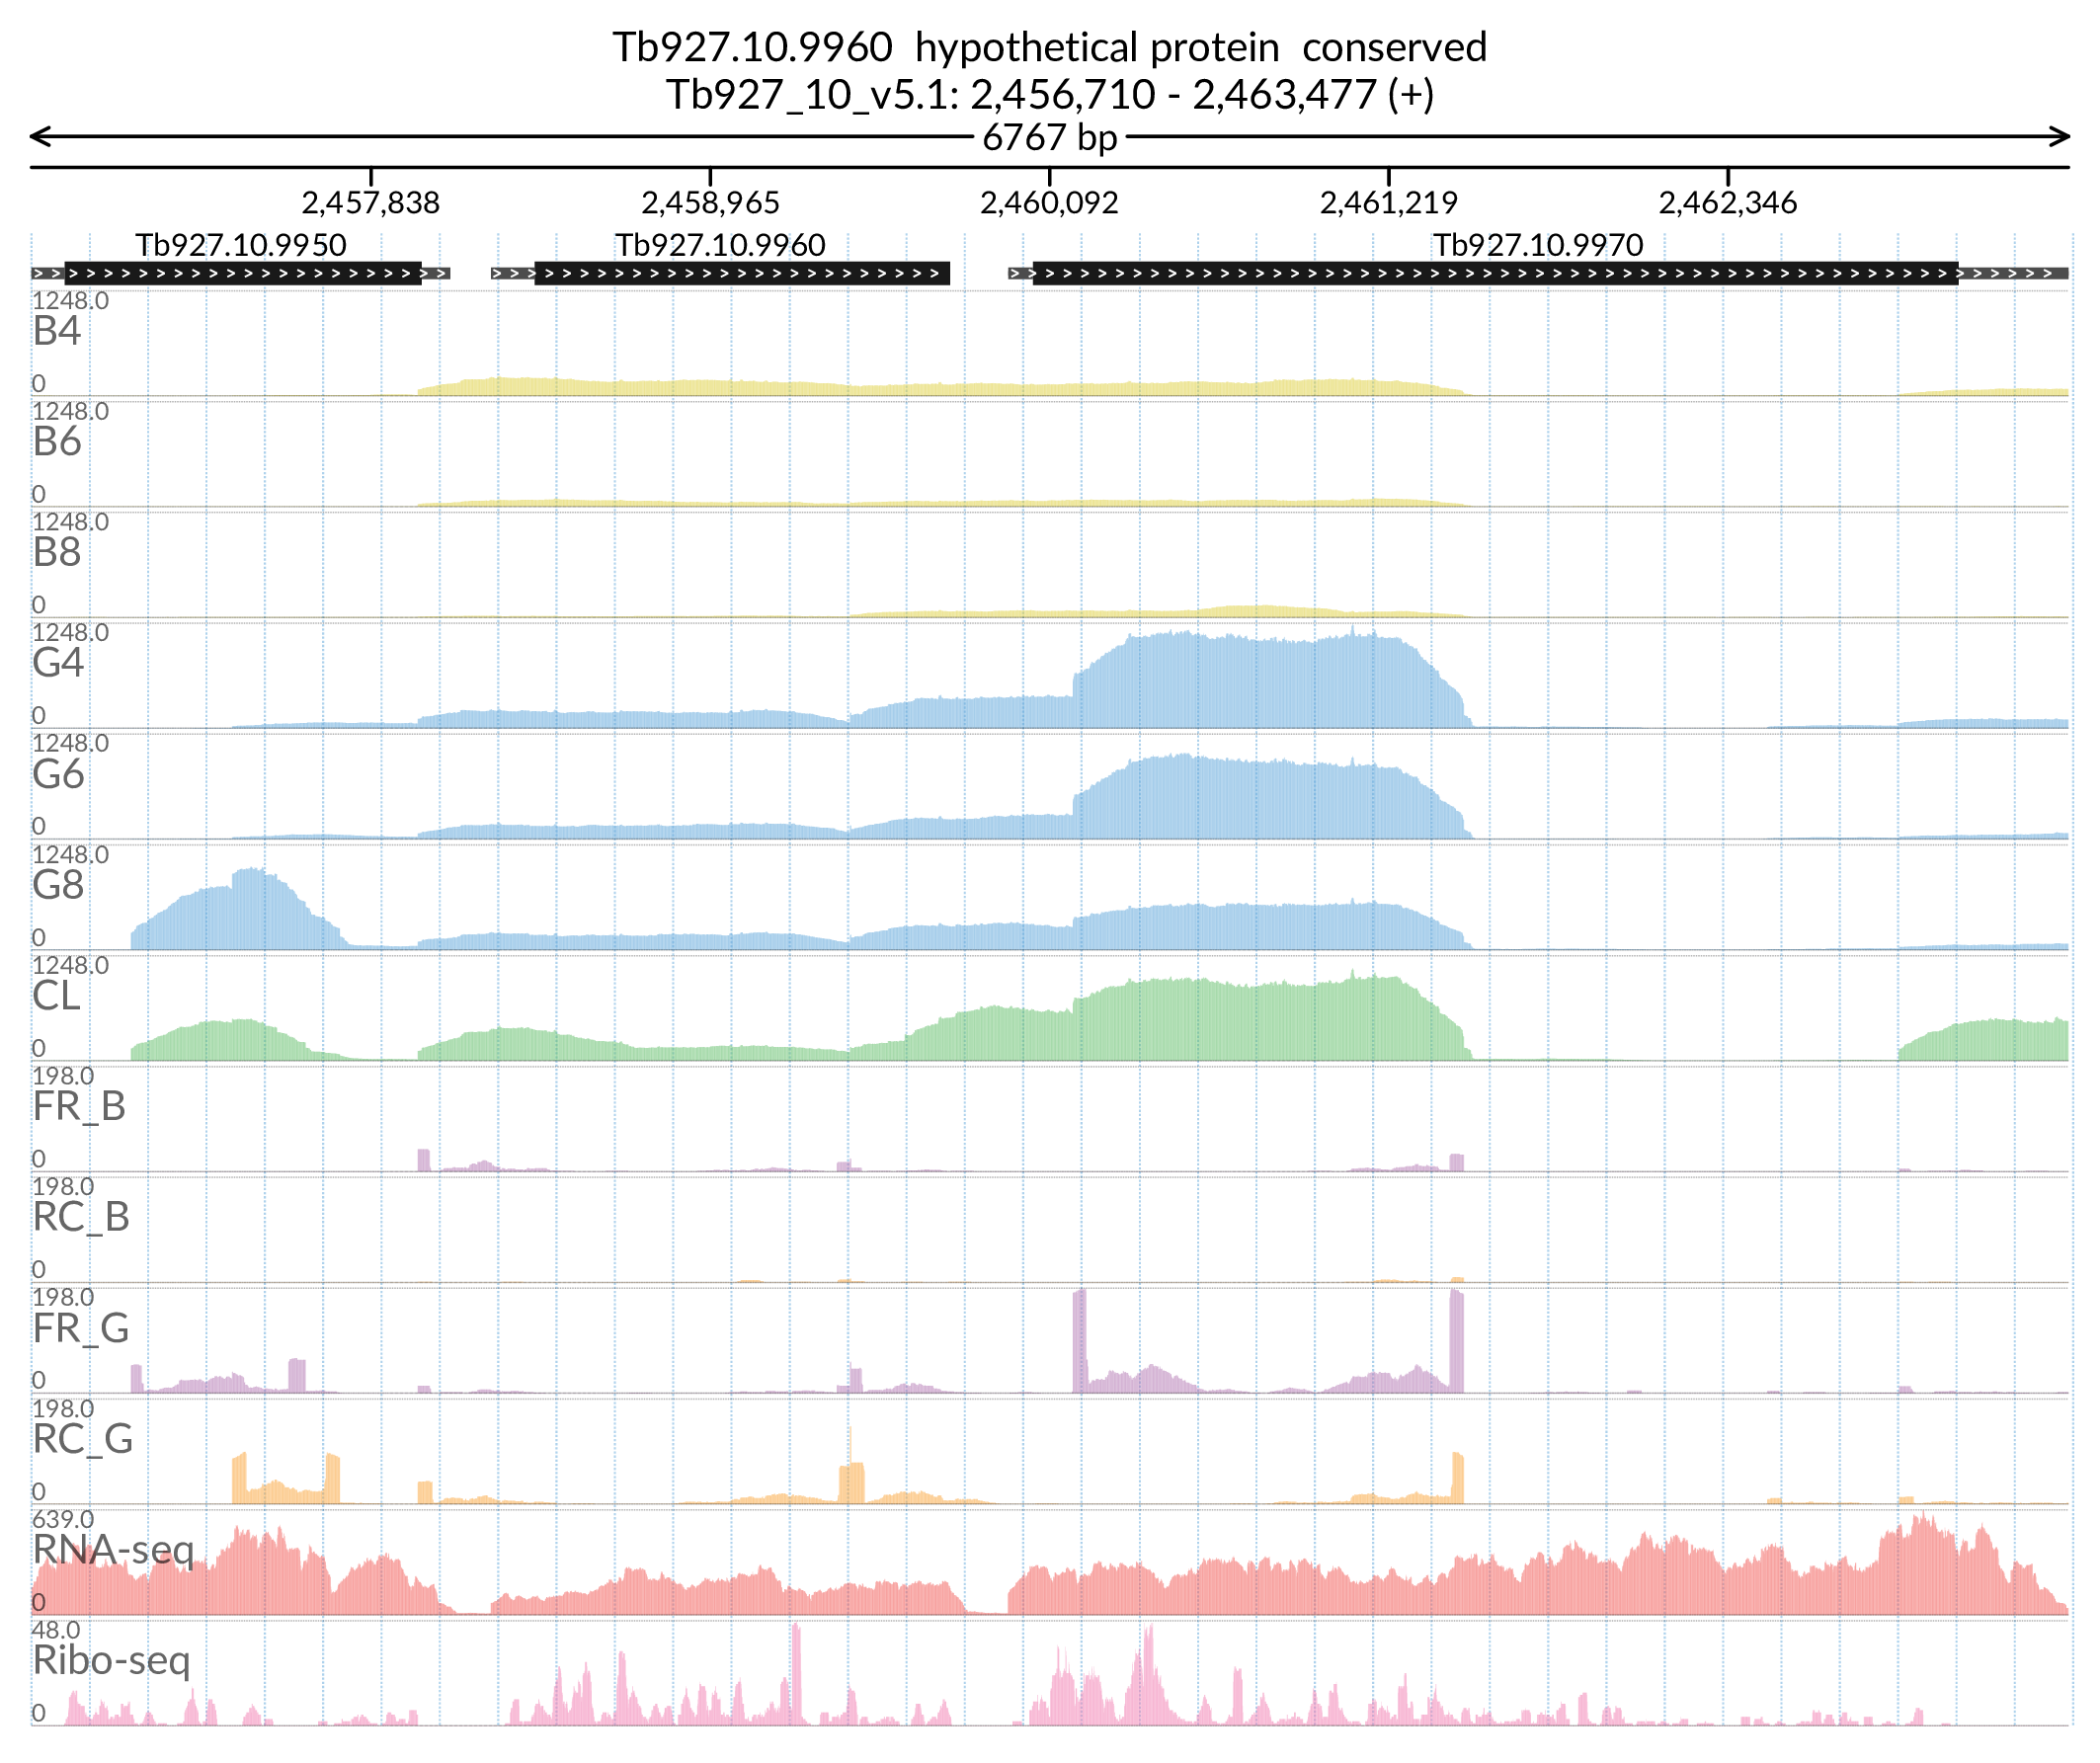 Tb927.10.9960  hypothetical protein  conserved
Tb927_10_v5.1: 2,456,710 - 2,463,477 (+)
6767 bp
2,457,838 2,458,965 2,460,092 2,461,219 2,462,346
Tb927.10.9950 Tb927.10.9960 Tb927.10.9970
1248.0
B4
0
1248.0
B6
0
1248.0
B8
0
1248.0
G4
0
1248.0
G6
0
1248.0
G8
0
1248.0
CL
0
198.0
FR_B
0
198.0
RC_B
0
198.0
FR_G
0
198.0
RC_G
0
639.0
RNA-seq
0
48.0
Ribo-seq
0